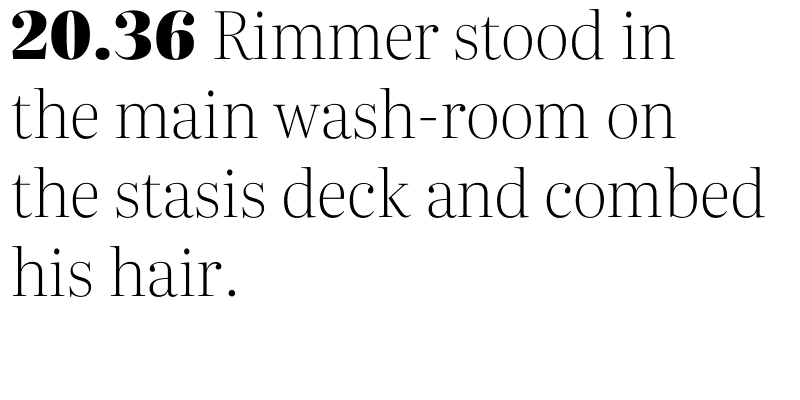 20.36 Rimmer stood in
the main wash-room on
the stasis deck and combed
his hair.